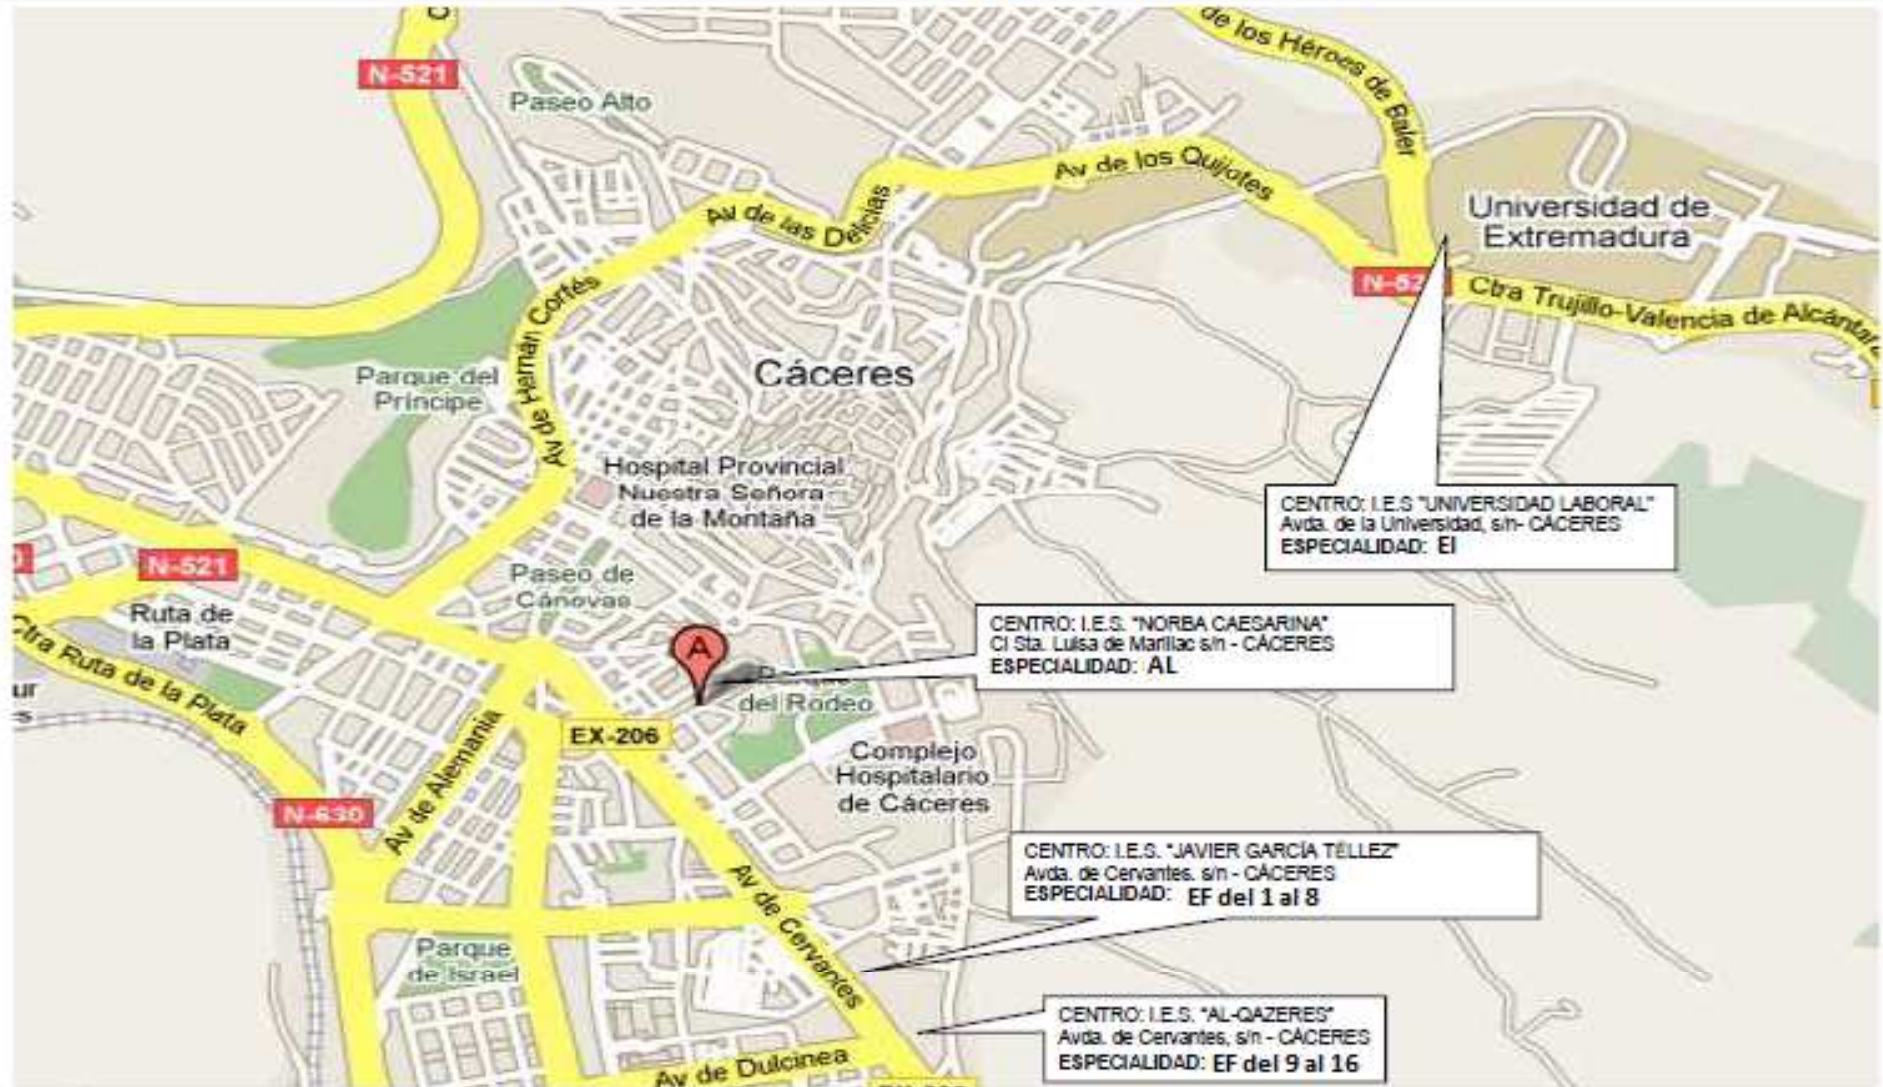 N-521
Paseo Alto
de los Héroes de Baler
Av de los Quijotes
Av de las Delicias
Universidad de
Extremadura
Ctra Trujillo-Valencia de Alcántara
Av de Hernán Cortés
Parque del
Príncipe
Cáceres
Hospital Provincial
Nuestra Señora
de la Montaña
CENTRO: I.E.S "UNIVERSIDAD LABORAL"
Avda. de la Universidad, s/n- CÁCERES
ESPECIALIDAD: EI
N-521
Paseo de
Cánovas
Ruta de
la Plata
Ctra Ruta de la Plata
CENTRO: I.E.S. "NORBA CAESARINA"
Cl Sta. Luisa de Marillac s/n - CÁCERES
ESPECIALIDAD: AL
A
del Rodeo
EX-206
Complejo
Hospitalario
de Cáceres
N-630
Av de Alemania
CENTRO: I.E.S. "JAVIER GARCÍA TÉLLEZ"
Avda. de Cervantes, s/n - CÁCERES
ESPECIALIDAD: EF del 1 al 8
Av de Cervantes
Parque
de Israel
CENTRO: I.E.S. "AL-QAZERES"
Avda. de Cervantes, s/n - CÁCERES
ESPECIALIDAD: EF del 9 al 16
Av de Dulcinea